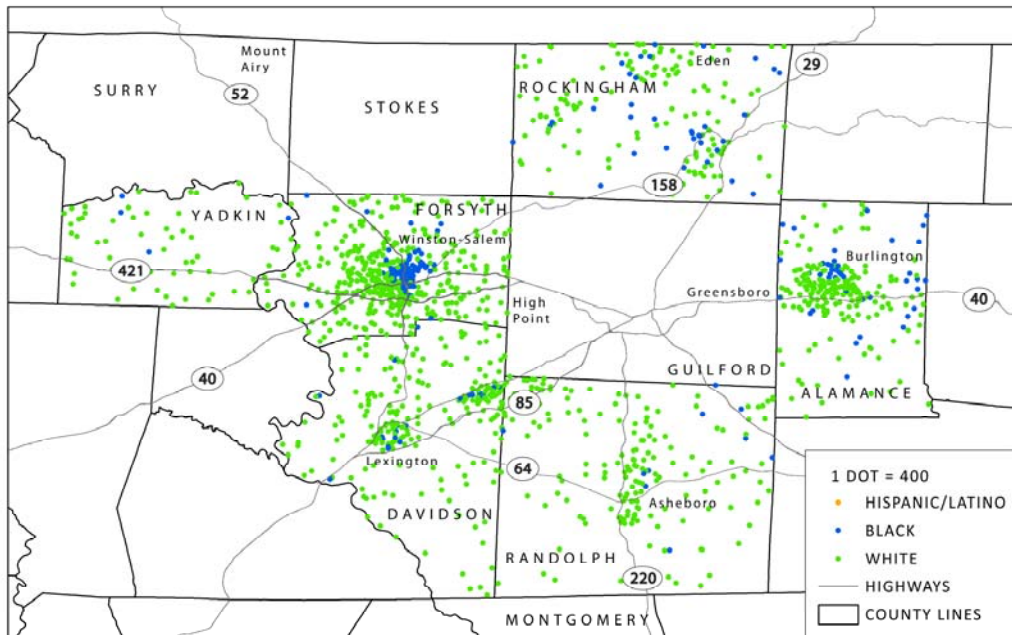 Mount
Airy
SURRY
52
STOKES
ROCKINGHAM
Eden
29
YADKIN
FORSYTH
158
Winston-Salem
421
Burlington
High
Point
Greensboro
40
40
GUILFORD
85
ALAMANCE
Lexington
64
Asheboro
DAVIDSON
RANDOLPH
220
MONTGOMERY
1 DOT = 400
HISPANIC/LATINO
BLACK
WHITE
HIGHWAYS
COUNTY LINES